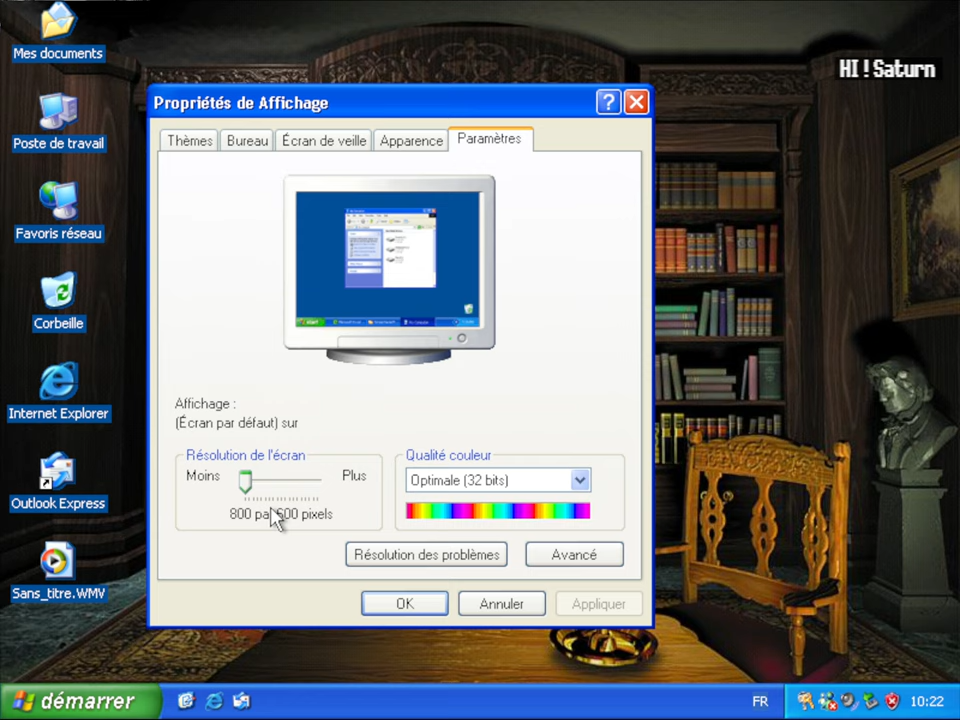 Mes documents
HI ! Saturn
Propriétés de Affichage
Thèmes
Bureau
Écran de veille
Apparence
Paramètres
Poste de travail
Favoris réseau
Corbeille
Internet Explorer
Outlook Express
Sans_titre.WMV
Affichage :
(Écran par défaut) sur
Résolution de l'écran
Moins
Plus
800 par 600 pixels
Qualité couleur
Optimale (32 bits)
Résolution des problèmes
Avancé
OK
Annuler
Appliquer
démarrer
FR
10:22